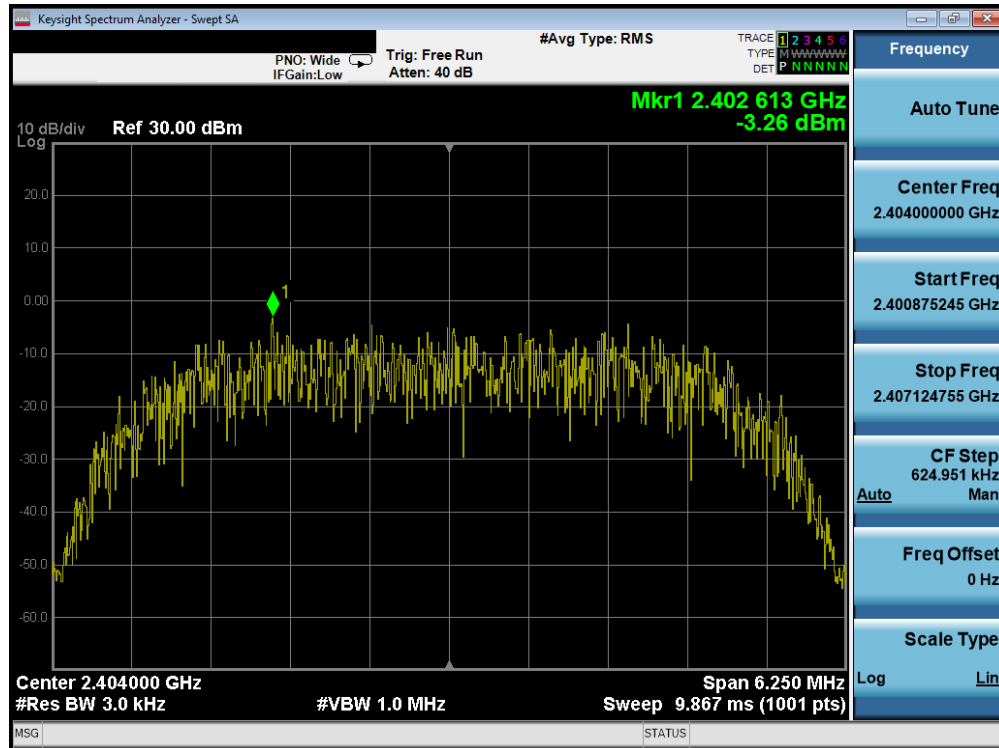 Keysight Spectrum Analyzer - Swept SA
PNO: Wide
IFGain:Low
Trig: Free Run
Atten: 40 dB
#Avg Type: RMS
TRACE 1 2 3 4 5 6
TYPE M WWWWW
DET P N N N N N
Frequency
Mkr1 2.402 613 GHz
-3.26 dBm
10 dB/div
Log
Ref 30.00 dBm
20.0
10.0
0.00
-10.0
-20.0
-30.0
-40.0
-50.0
-60.0
1
Center 2.404000 GHz
Span 6.250 MHz
#Res BW 3.0 kHz
#VBW 1.0 MHz
Sweep 9.867 ms (1001 pts)
Auto Tune
Center Freq
2.404000000 GHz
Start Freq
2.400875245 GHz
Stop Freq
2.407124755 GHz
CF Step
624.951 kHz
Auto Man
Freq Offset
0 Hz
Scale Type
Log Lin
MSG
STATUS